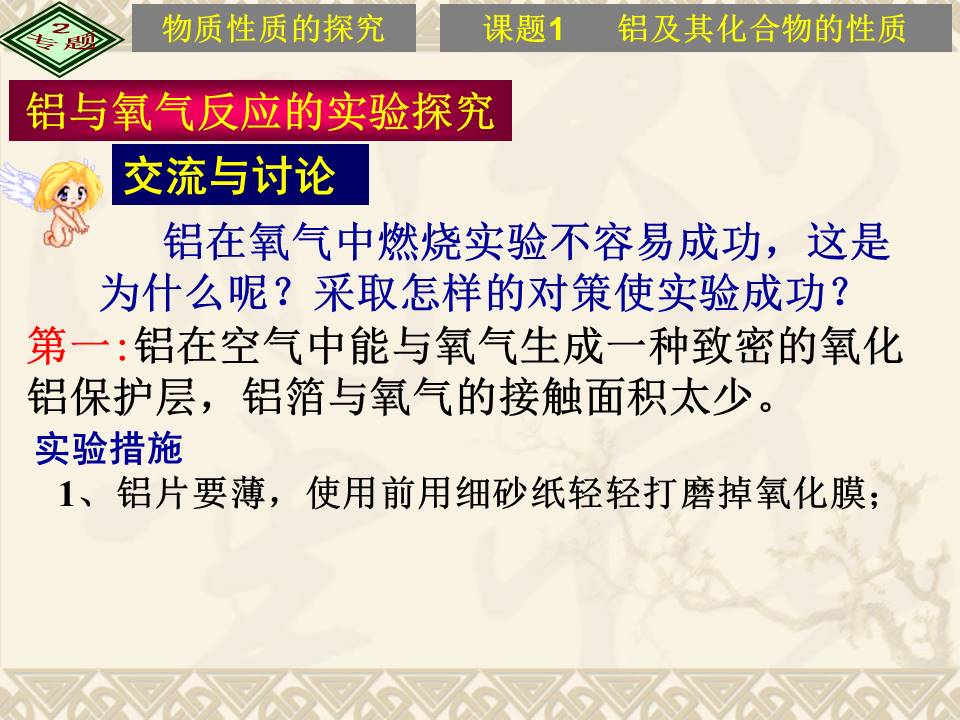 2
专题
物质性质的探究
课题1 铝及其化合物的性质
铝与氧气反应的实验探究
交流与讨论
铝在氧气中燃烧实验不容易成功，这是
为什么呢？采取怎样的对策使实验成功？
第一:铝在空气中能与氧气生成一种致密的氧化
铝保护层，铝箔与氧气的接触面积太少。
实验措施
1、铝片要薄，使用前用细砂纸轻轻打磨掉氧化膜；